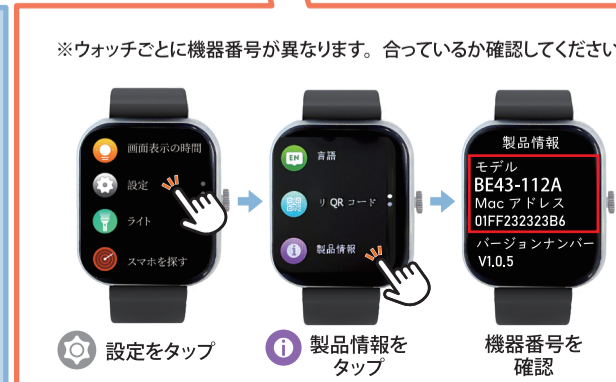 ※ウォッチごとに機器番号が異なります。合っているか確認してください
画面表示の時間
設定
ライト
スマホを探す
EN
言語
リ QR コード
製品情報
製品情報
モデル
BE43-112A
Mac アドレス
01FF232323B6
バージョンナンバー
V1.0.5
設定をタップ
製品情報を
タップ
機器番号を
確認